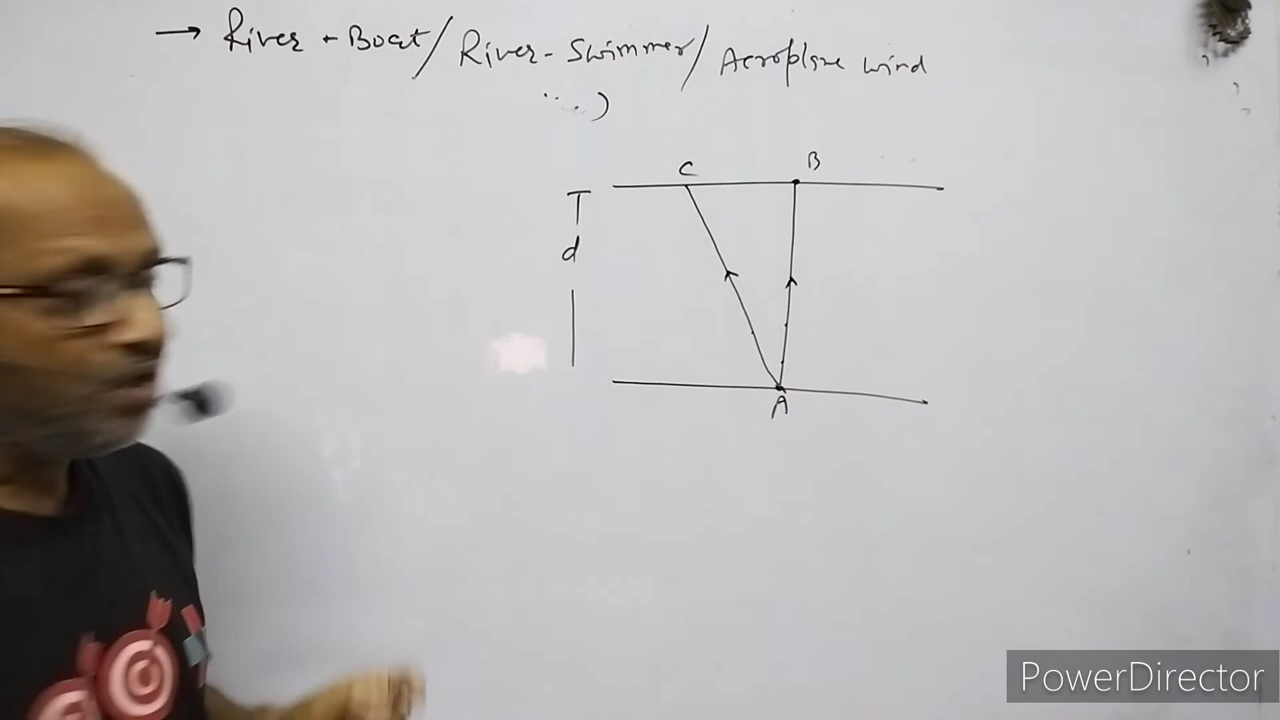 → River - Boat / River - Swimmer / Aeroplane wind
....)
C
B
d
A
PowerDirector